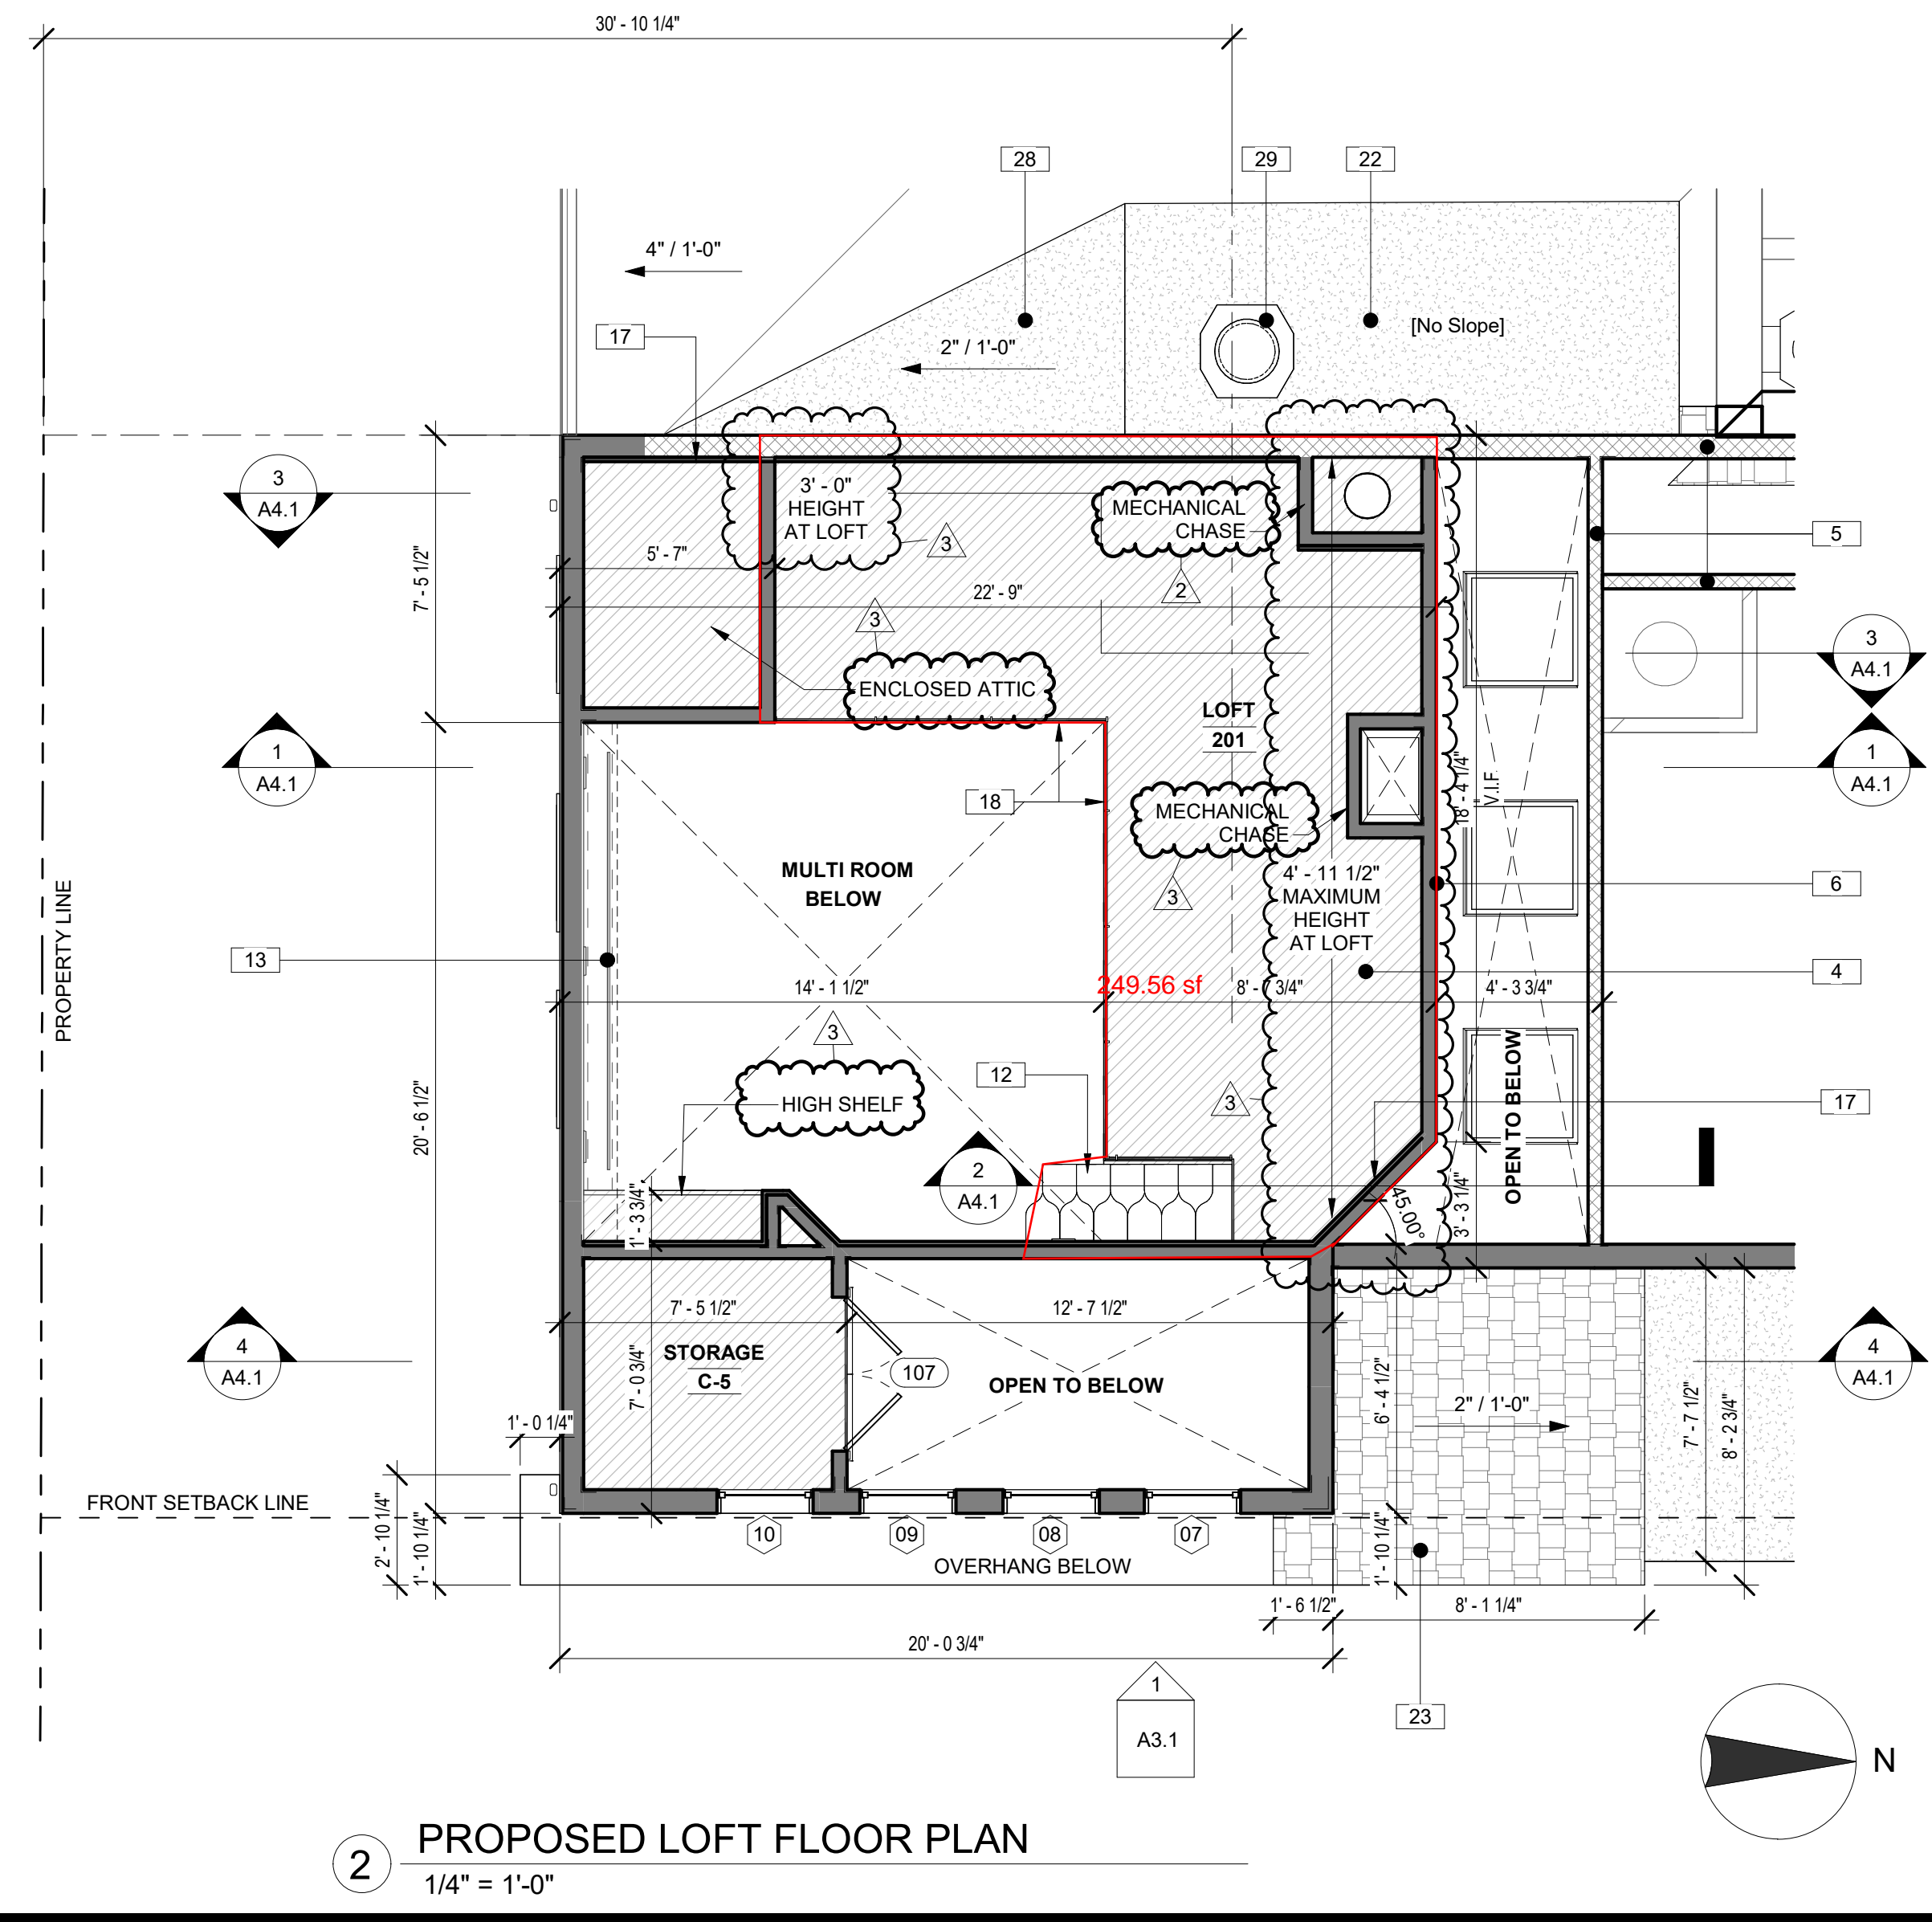 30' - 10 1/4"
28
29
22
4" / 1'-0"
17
2" / 1'-0"
[No Slope]
3
A4.1
3' - 0"
HEIGHT
AT LOFT
MECHANICAL
CHASE
3
2
5
5' - 7"
7' - 5 1/2"
22' - 9"
3
ENCLOSED ATTIC
3
A4.1
LOFT
201
1
A4.1
1
A4.1
18
MECHANICAL
CHASE
18' - 4 1/4"
V.I.F.
MULTI ROOM
BELOW
3
4' - 11 1/2"
MAXIMUM
HEIGHT
AT LOFT
6
PROPERTY LINE
13
4
249.56 sf
14' - 1 1/2"
8' - 7 3/4"
4' - 3 3/4"
3
12
HIGH SHELF
3
17
20' - 6 1/2"
OPEN TO BELOW
2
A4.1
1' - 3 3/4"
45.00°
3' - 3 1/4"
7' - 5 1/2"
12' - 7 1/2"
STORAGE
C-5
107
OPEN TO BELOW
4
A4.1
4
A4.1
7' - 0 3/4"
6' - 4 1/2"
2" / 1'-0"
7' - 7 1/2"
8' - 2 3/4"
1' - 0 1/4"
FRONT SETBACK LINE
2' - 10 1/4"
1' - 10 1/4"
10
09
08
07
1' - 10 1/4"
OVERHANG BELOW
1' - 6 1/2"
8' - 1 1/4"
20' - 0 3/4"
1
A3.1
23
N
2
PROPOSED LOFT FLOOR PLAN
1/4" = 1'-0"